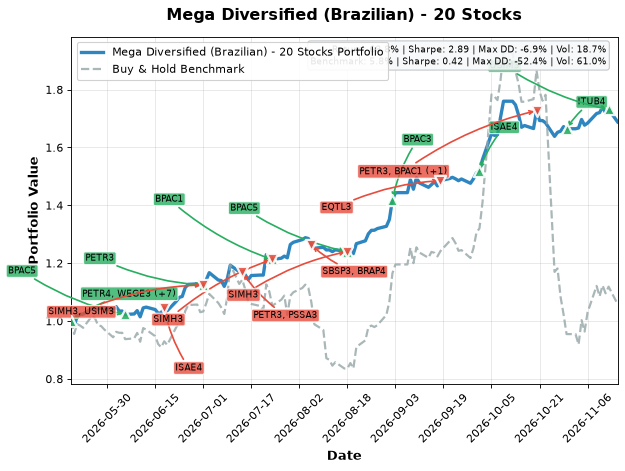 Mega Diversified (Brazilian) - 20 Stocks
Mega Diversified (Brazilian) - 20 Stocks Portfolio
Buy & Hold Benchmark
% | Sharpe: 2.89 | Max DD: -6.9% | Vol: 18.7%
| Sharpe: 0.42 | Max DD: -52.4% | Vol: 61.0%
Portfolio Value
1.8
1.6
1.4
1.2
1.0
0.8
ITUB4
ISAE4
BPAC3
PETR3, BPAC1 (+1)
EQTL3
BPAC1
BPAC5
PETR3
BPAC5
PETR4, WEGE3 (+7)
SIMH3, USIM3
SIMH3
SIMH3
SBSP3, BRAP4
PETR3, PSSA3
ISAE4
2026-05-30
2026-06-15
2026-07-01
2026-07-17
2026-08-02
2026-08-18
2026-09-03
2026-09-19
2026-10-05
2026-10-21
2026-11-06
Date